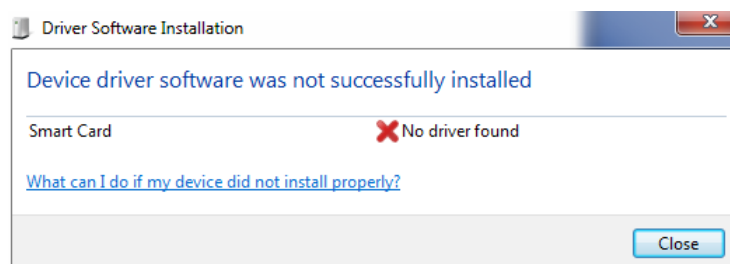 Driver Software Installation
Device driver software was not successfully installed
Smart Card No driver found
What can I do if my device did not install properly?
Close